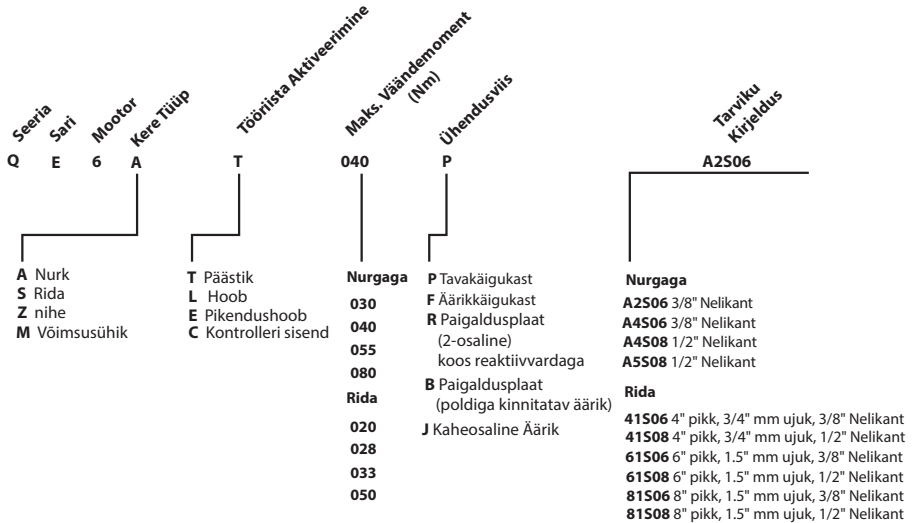 Seeria
Sari
Mootor
Kere Tüüp
Tööriista Aktiveerimine
Maks. Väändemoment
(Nm)
Ühendusviis
Tarviku
Kirjeldus
Q E 6 A T 040 P A2S06
A Nurk
S Rida
Z nihe
M Võimsusühik
T Päästik
L Hoob
E Pikendushoob
C Kontrolleri sisend
Nurgaga
030
040
055
080
Rida
020
028
033
050
P Tavakäigukast
F Äärikkäigukast
R Paigaldusplaat
(2-osaline)
koos reaktiivvardaga
B Paigaldusplaat
(poldiga kinnitatav äärik)
J Kaheosaline Äärik
Nurgaga
A2S06 3/8" Nelikant
A4S06 3/8" Nelikant
A4S08 1/2" Nelikant
A5S08 1/2" Nelikant
Rida
41S06 4" pikk, 3/4" mm ujuk, 3/8" Nelikant
41S08 4" pikk, 3/4" mm ujuk, 1/2" Nelikant
61S06 6" pikk, 1.5" mm ujuk, 3/8" Nelikant
61S08 6" pikk, 1.5" mm ujuk, 1/2" Nelikant
81S06 8" pikk, 1.5" mm ujuk, 3/8" Nelikant
81S08 8" pikk, 1.5" mm ujuk, 1/2" Nelikant